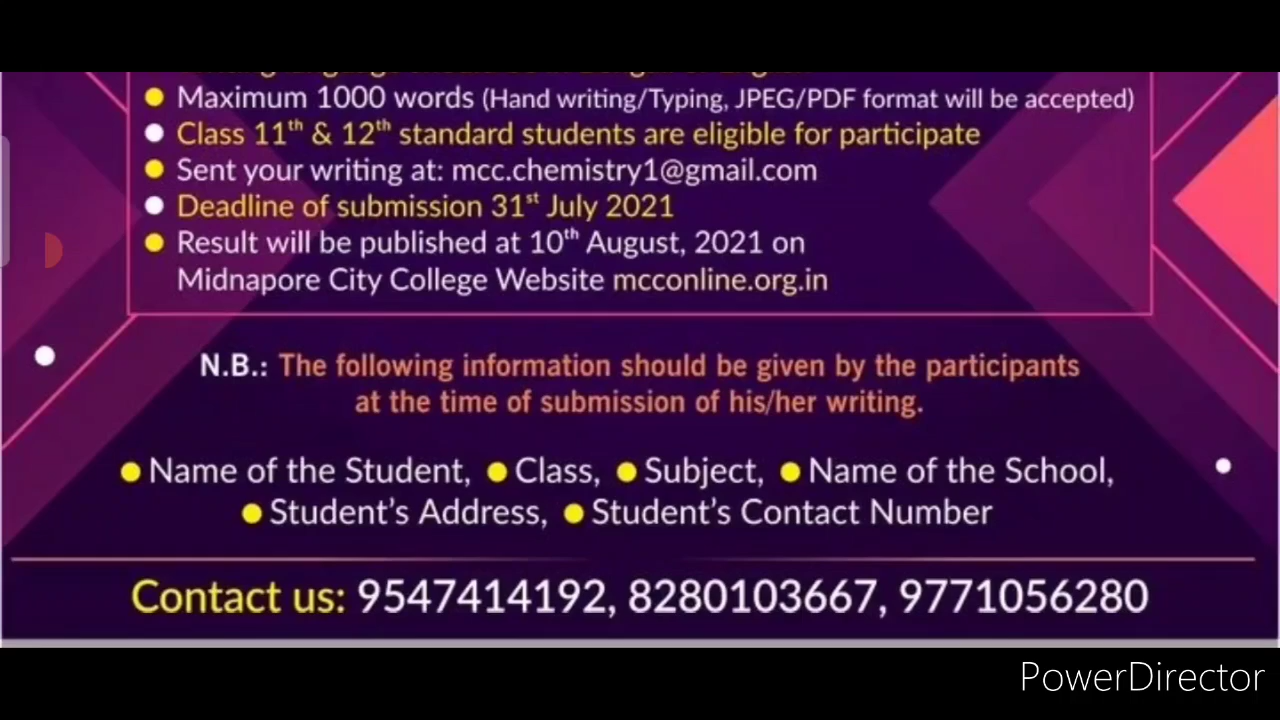 Maximum 1000 words (Hand writing/Typing, JPEG/PDF format will be accepted)
Class 11th & 12th standard students are eligible for participate
Sent your writing at: mcc.chemistry1@gmail.com
Deadline of submission 31st July 2021
Result will be published at 10th August, 2021 on
Midnapore City College Website mcconline.org.in
N.B.: The following information should be given by the participants
at the time of submission of his/her writing.
Name of the Student, Class, Subject, Name of the School,
Student's Address, Student's Contact Number
Contact us: 9547414192, 8280103667, 9771056280
PowerDirector